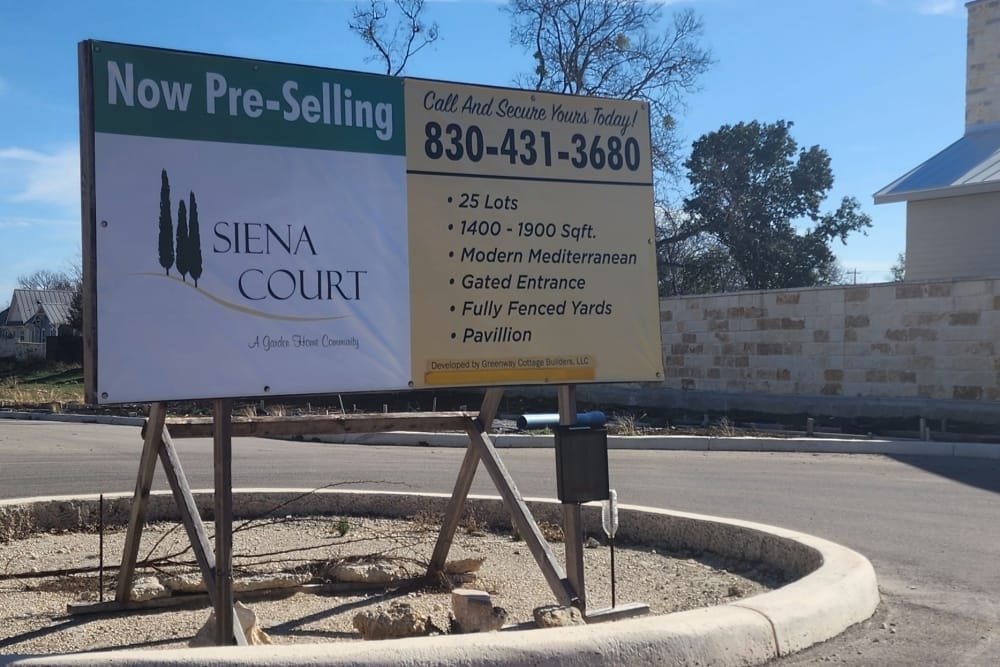 Now Pre-Selling
SIENA
COURT
A Garden Home Community
Call And Secure Yours Today!
830-431-3680
• 25 Lots
• 1400 - 1900 Sqft.
• Modern Mediterranean
• Gated Entrance
• Fully Fenced Yards
• Pavillion
Developed by Greenway Cottage Builders, LLC